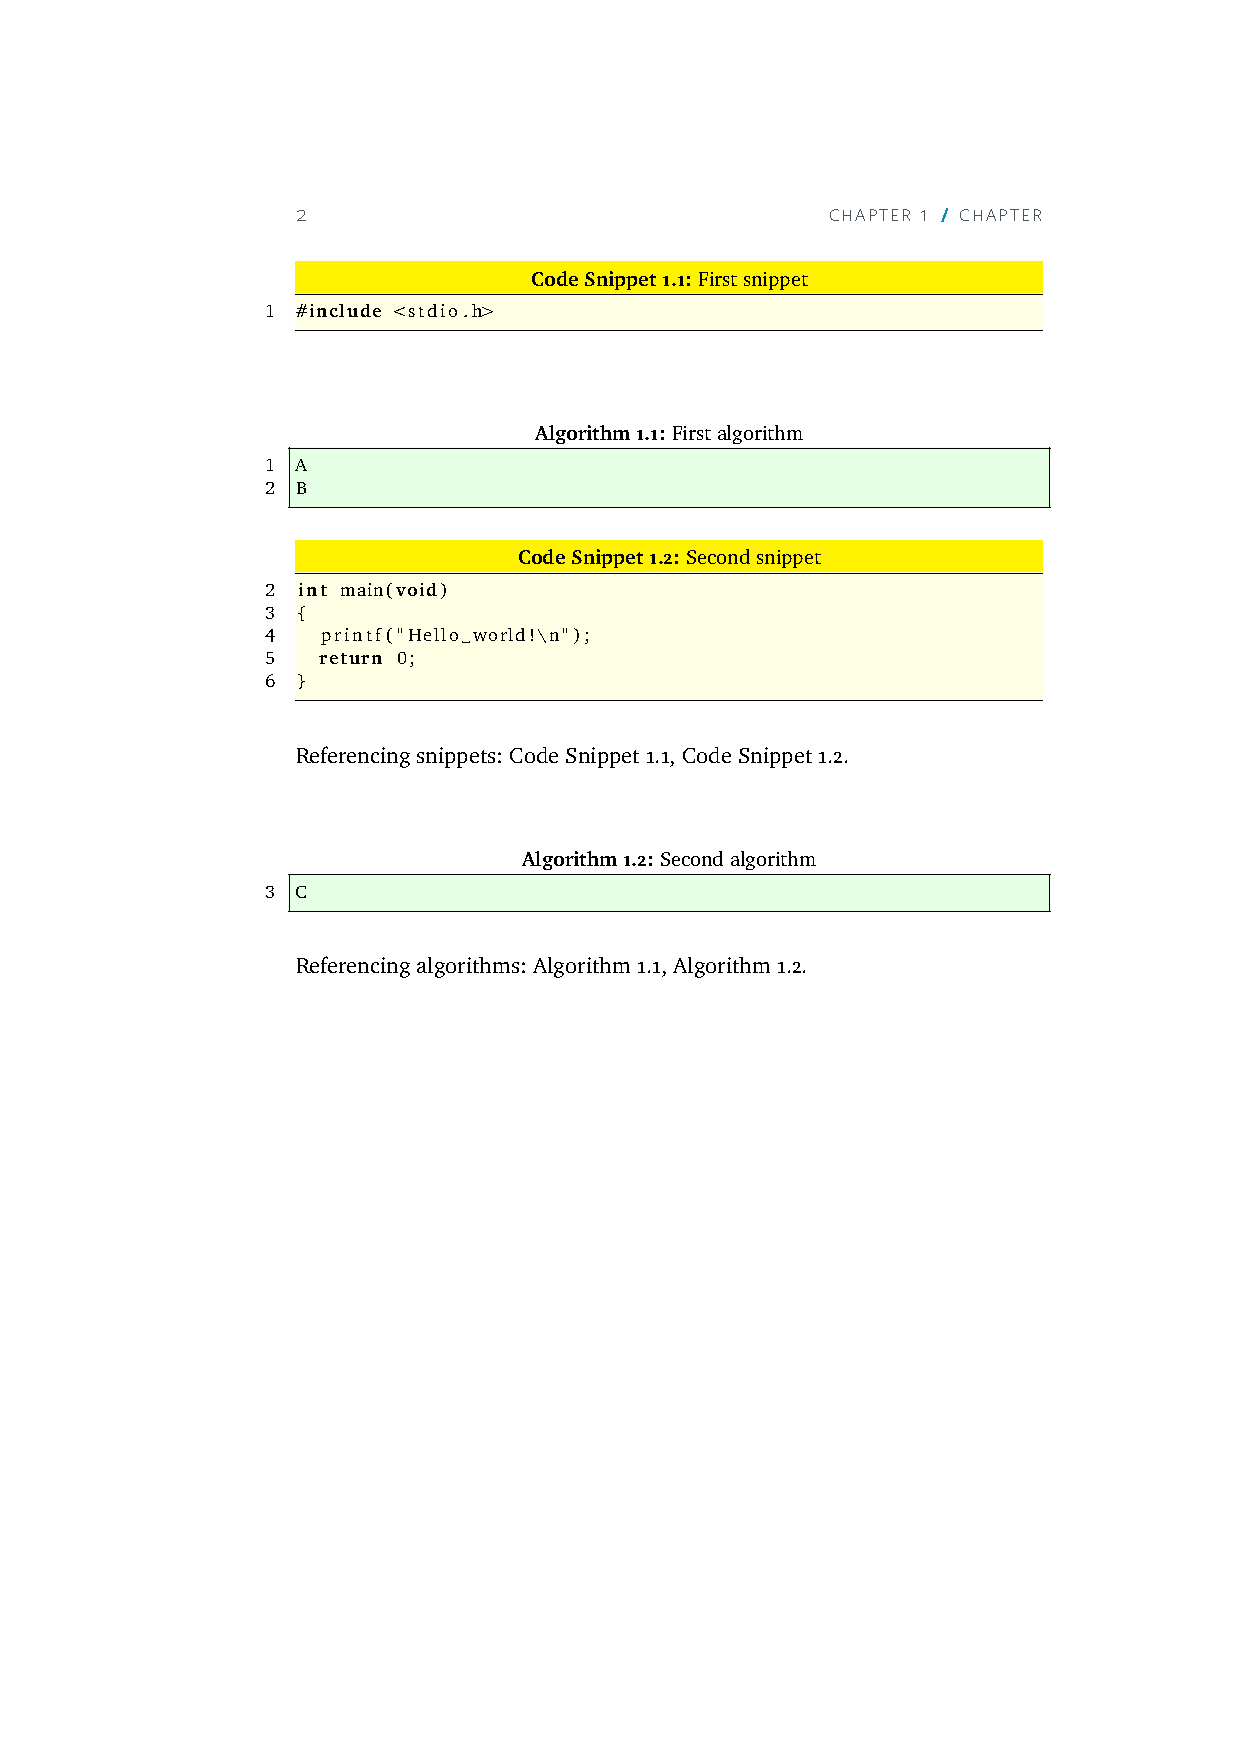 2 CHAPTER 1 / CHAPTER
Code Snippet 1.1: First snippet
1 #include <stdio.h>
Algorithm 1.1: First algorithm
1 A
2 B
Code Snippet 1.2: Second snippet
2 int main(void)
3 {
4   printf("Hello␣world!\n");
5   return 0;
6 }
Referencing snippets: Code Snippet 1.1, Code Snippet 1.2.
Algorithm 1.2: Second algorithm
3 C
Referencing algorithms: Algorithm 1.1, Algorithm 1.2.